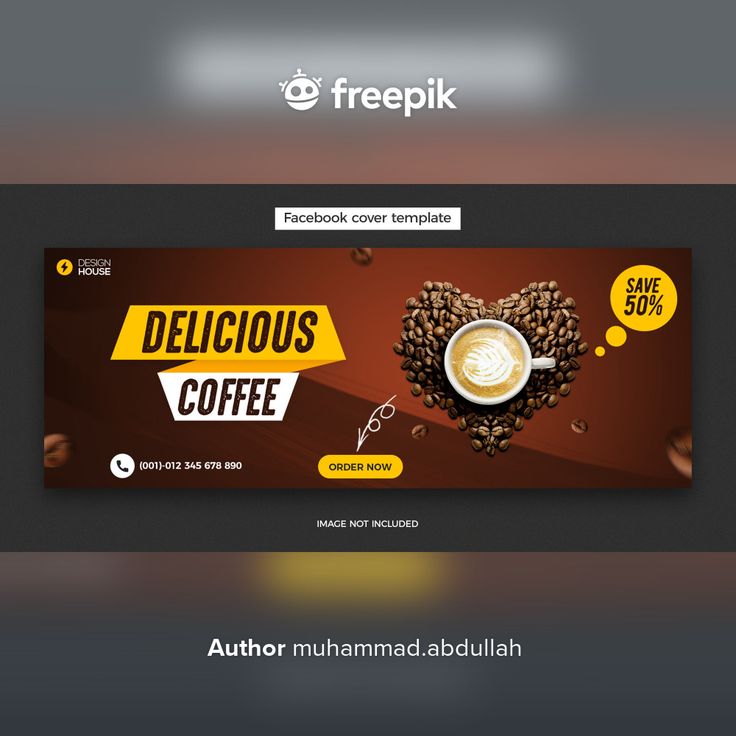 freepik
Facebook cover template
DESIGN
HOUSE
SAVE
50%
DELICIOUS
COFFEE
(001)-012 345 678 890
ORDER NOW
IMAGE NOT INCLUDED
Author muhammad.abdullah